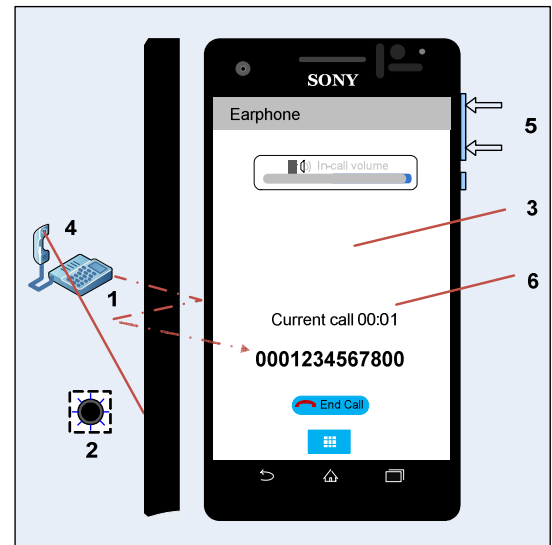 SONY
Earphone
In-call volume
5
3
4
6
1
Current call 00:01
0001234567800
End Call
2